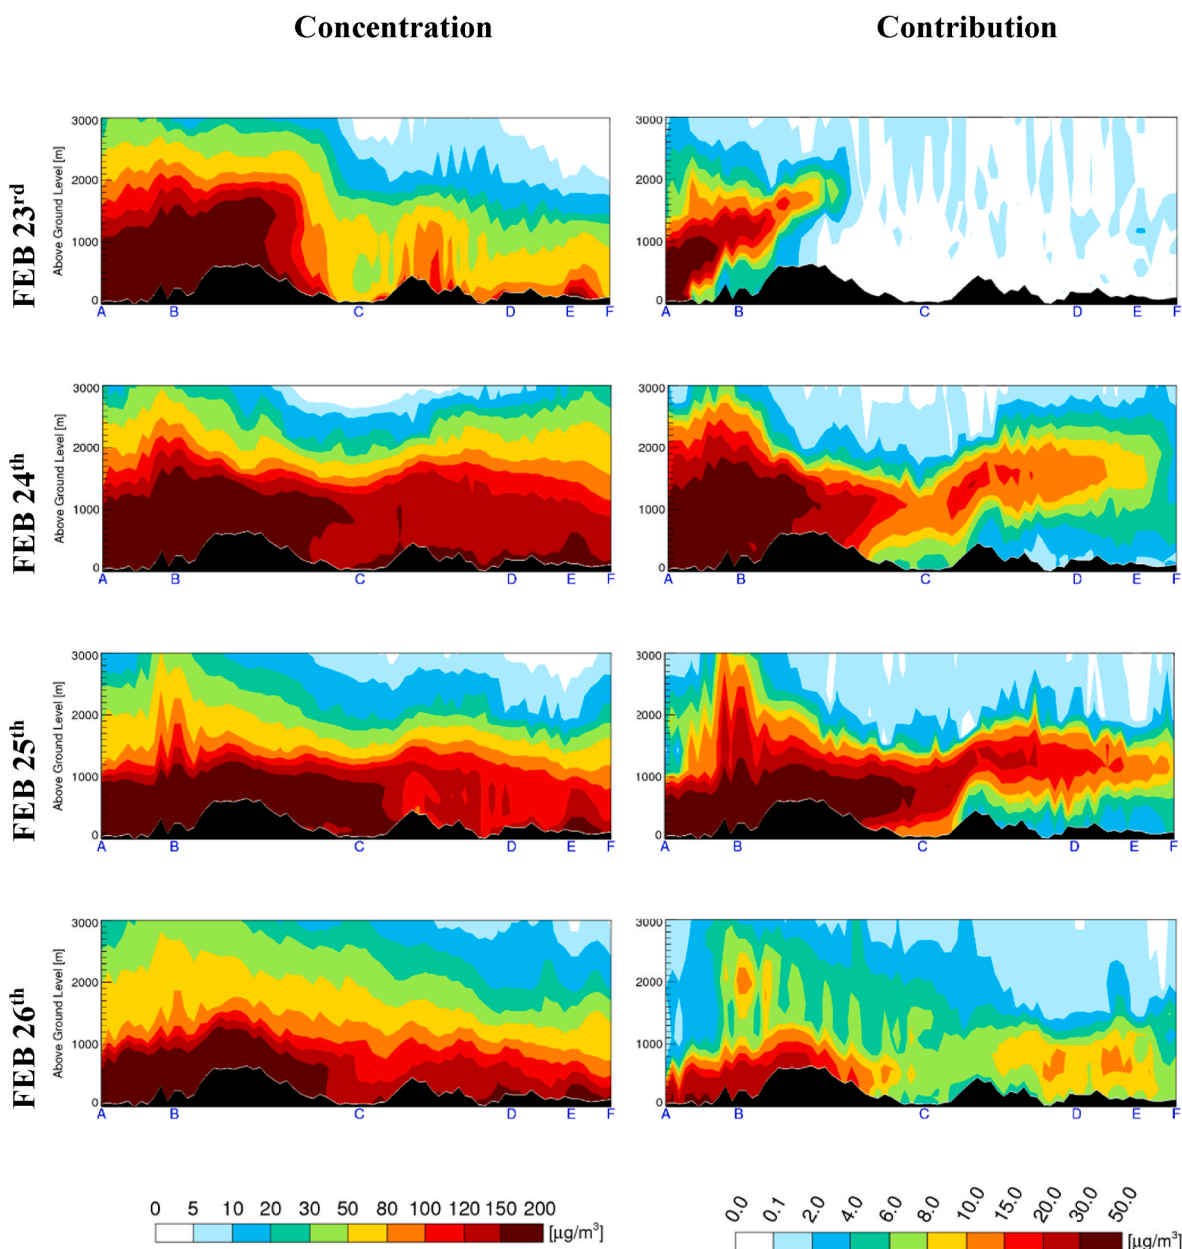 Concentration Contribution
FEB 23rd
Above Ground Level [m]
3000
2000
1000
0
A B C D E F
3000
2000
1000
0
A B C D E F
FEB 24th
Above Ground Level [m]
3000
2000
1000
0
A B C D E F
3000
2000
1000
0
A B C D E F
FEB 25th
Above Ground Level [m]
3000
2000
1000
0
A B C D E F
3000
2000
1000
0
A B C D E F
FEB 26th
Above Ground Level [m]
3000
2000
1000
0
A B C D E F
3000
2000
1000
0
A B C D E F
0 5 10 20 30 50 80 100 120 150 200
[µg/m³]
0.0 0.1 2.0 4.0 6.0 8.0 10.0 15.0 20.0 30.0 50.0
[µg/m³]